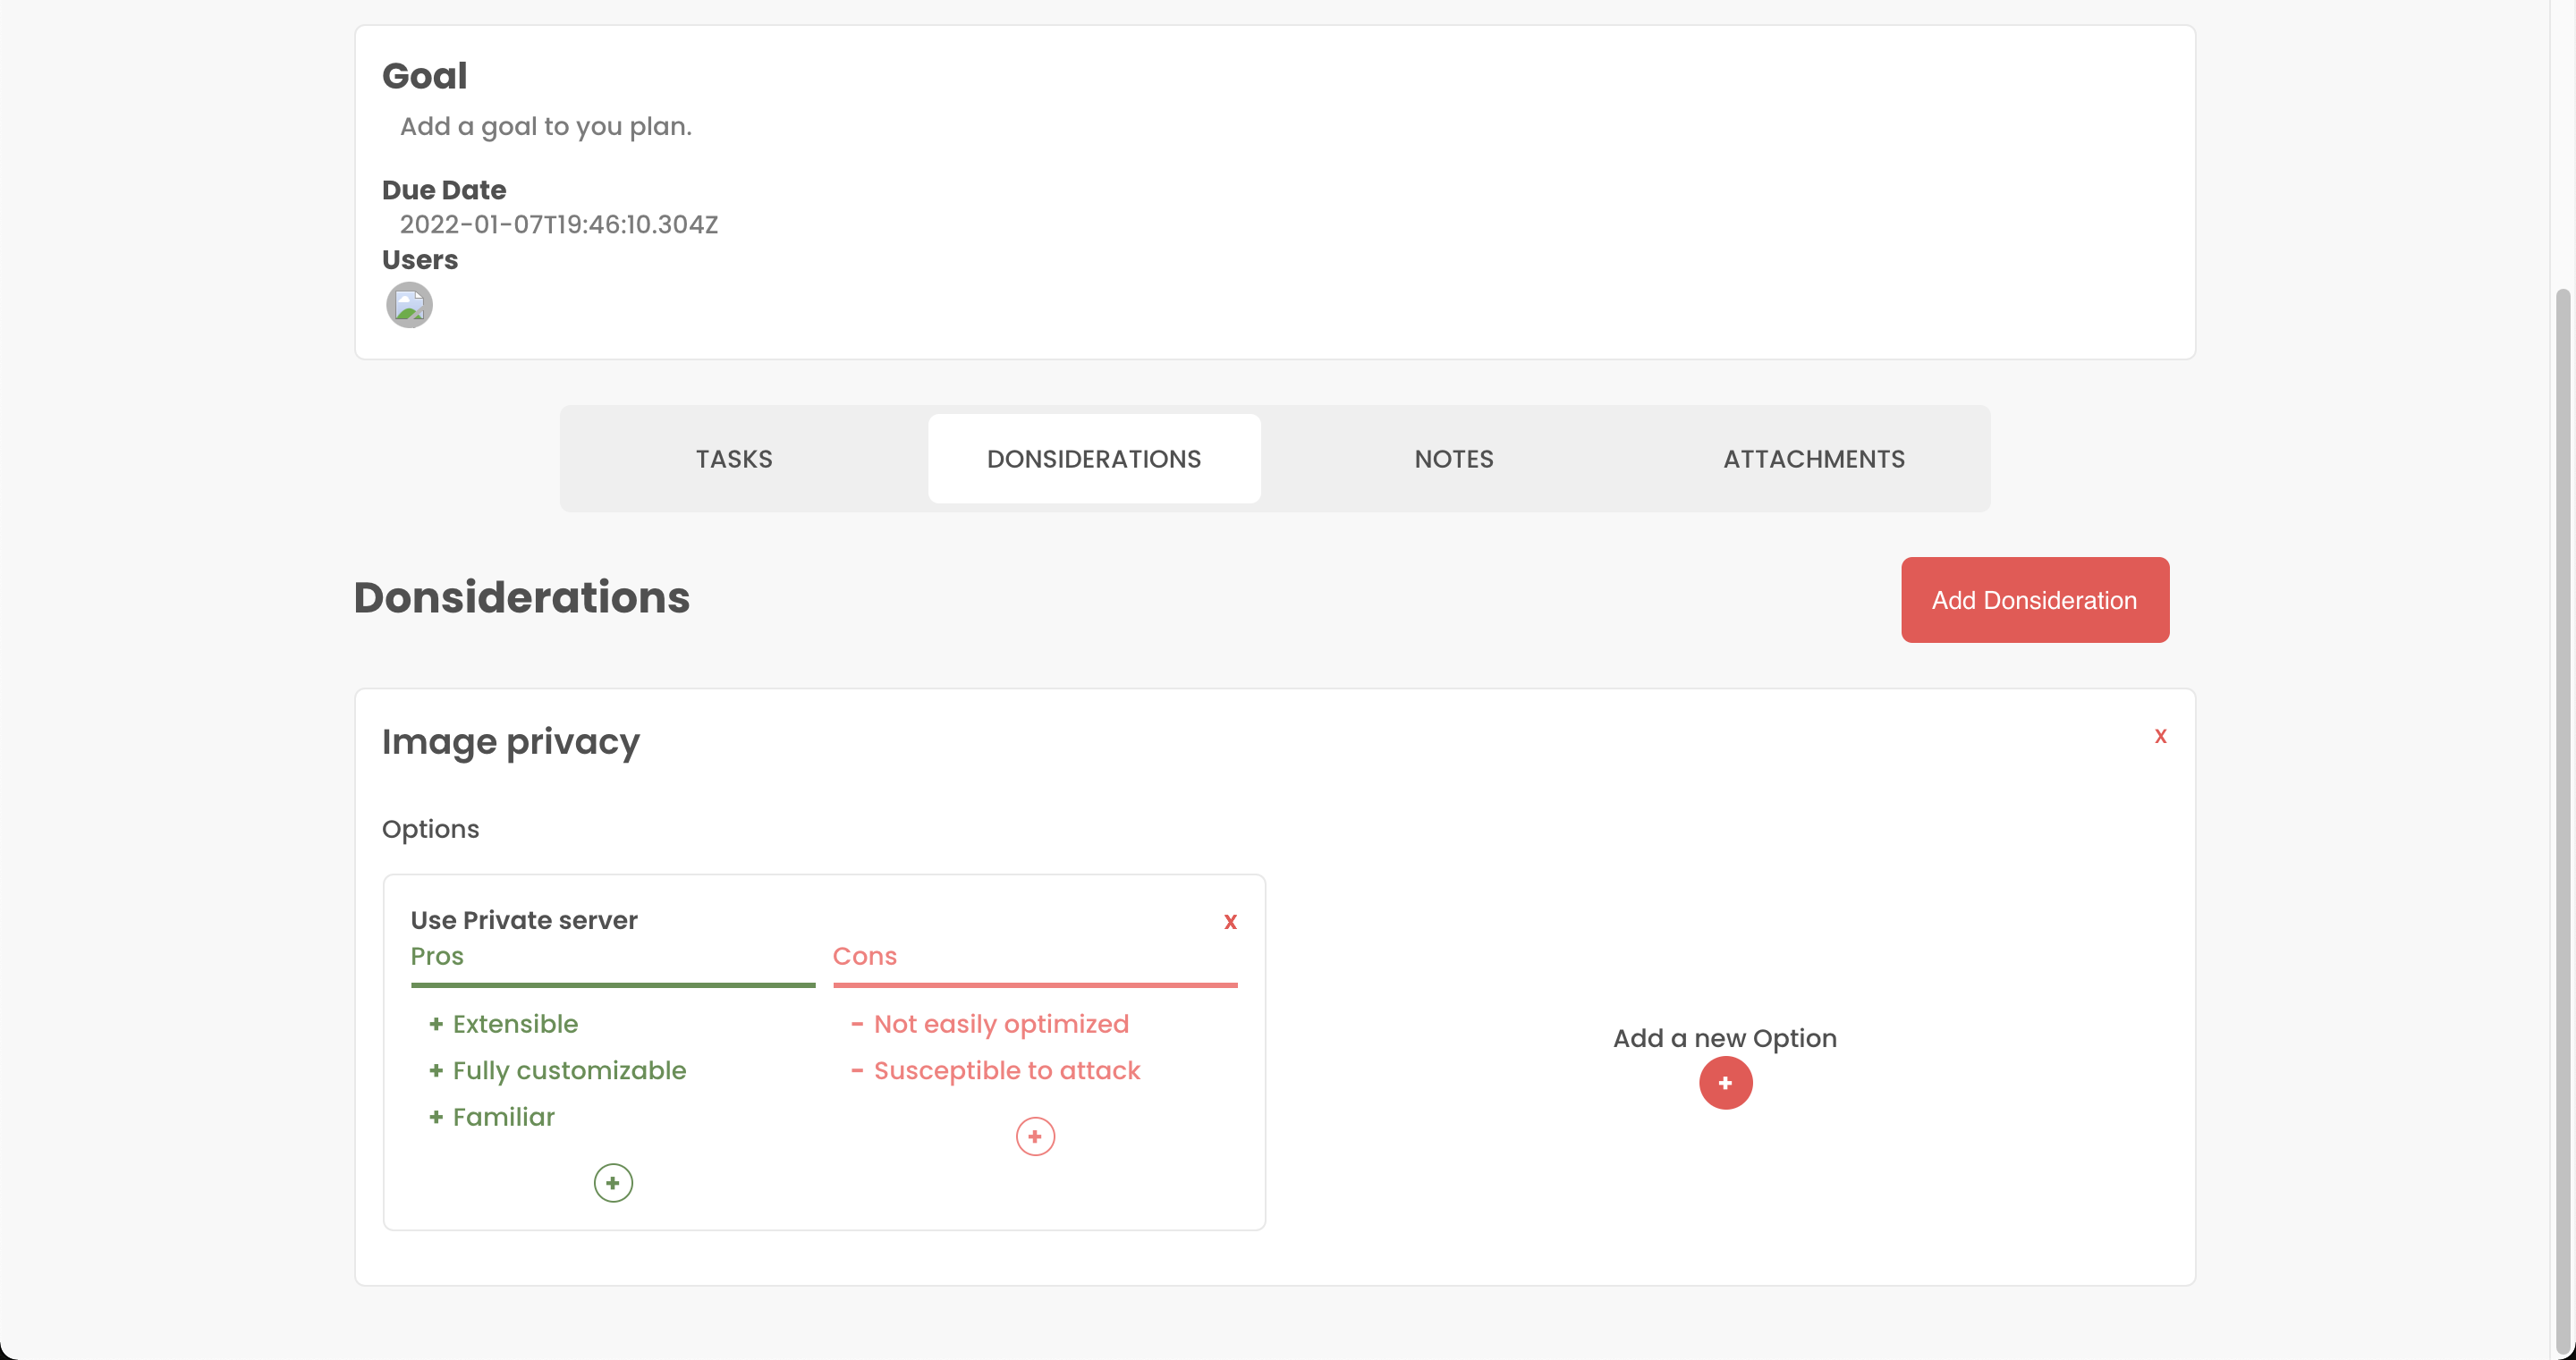 Goal
Add a goal to you plan.
Due Date
2022-01-07T19:46:10.304Z
Users
TASKS
DONSIDERATIONS
NOTES
ATTACHMENTS
Donsiderations
Add Donsideration
Image privacy
x
Options
Use Private server
x
Pros
+ Extensible
+ Fully customizable
+ Familiar
+
Cons
- Not easily optimized
- Susceptible to attack
+
Add a new Option
+